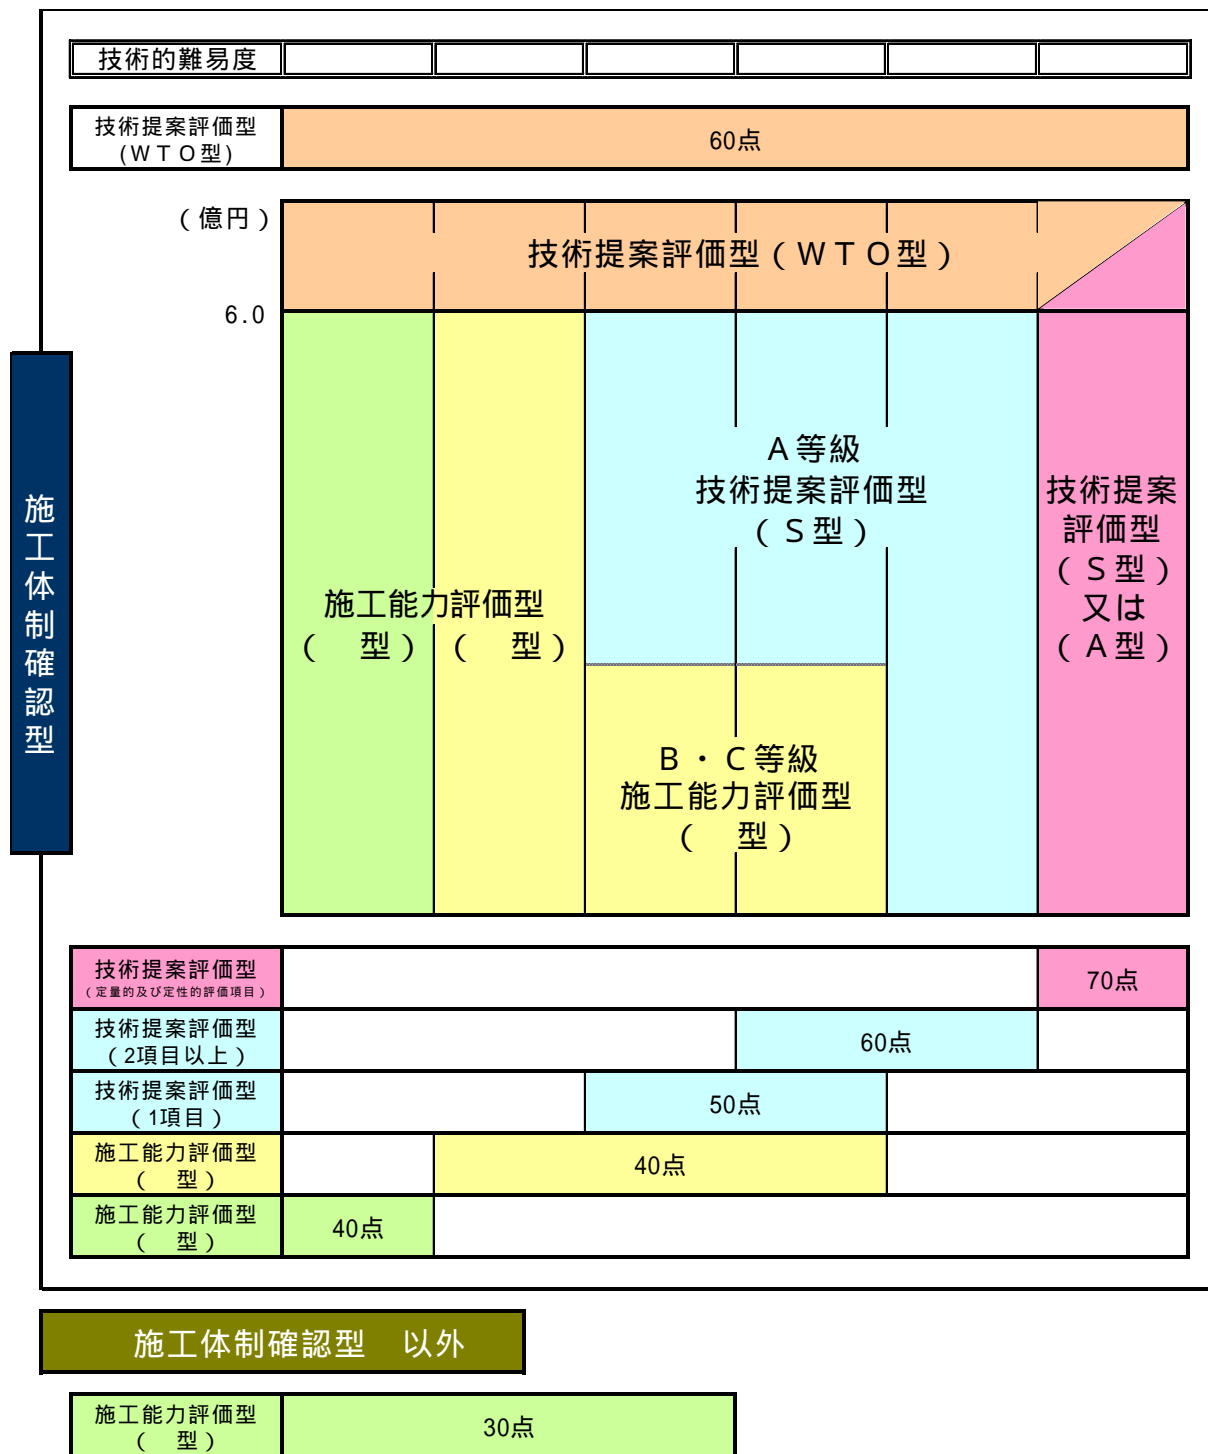 技術的難易度
技術提案評価型
(ＷＴＯ型)
60点
（億円）
技術提案評価型（ＷＴＯ型）
6.0
施工体制確認型
Ａ等級
技術提案評価型
（Ｓ型）
技術提案
評価型
（Ｓ型）
又は
（Ａ型）
施工能力評価型
（　型）（　型）
Ｂ・Ｃ等級
施工能力評価型
（　型）
技術提案評価型
（定量的及び定性的評価項目）
70点
技術提案評価型
（2項目以上）
60点
技術提案評価型
（1項目）
50点
施工能力評価型
（　型）
40点
施工能力評価型
（　型）
40点
施工体制確認型　以外
施工能力評価型
（　型）
30点